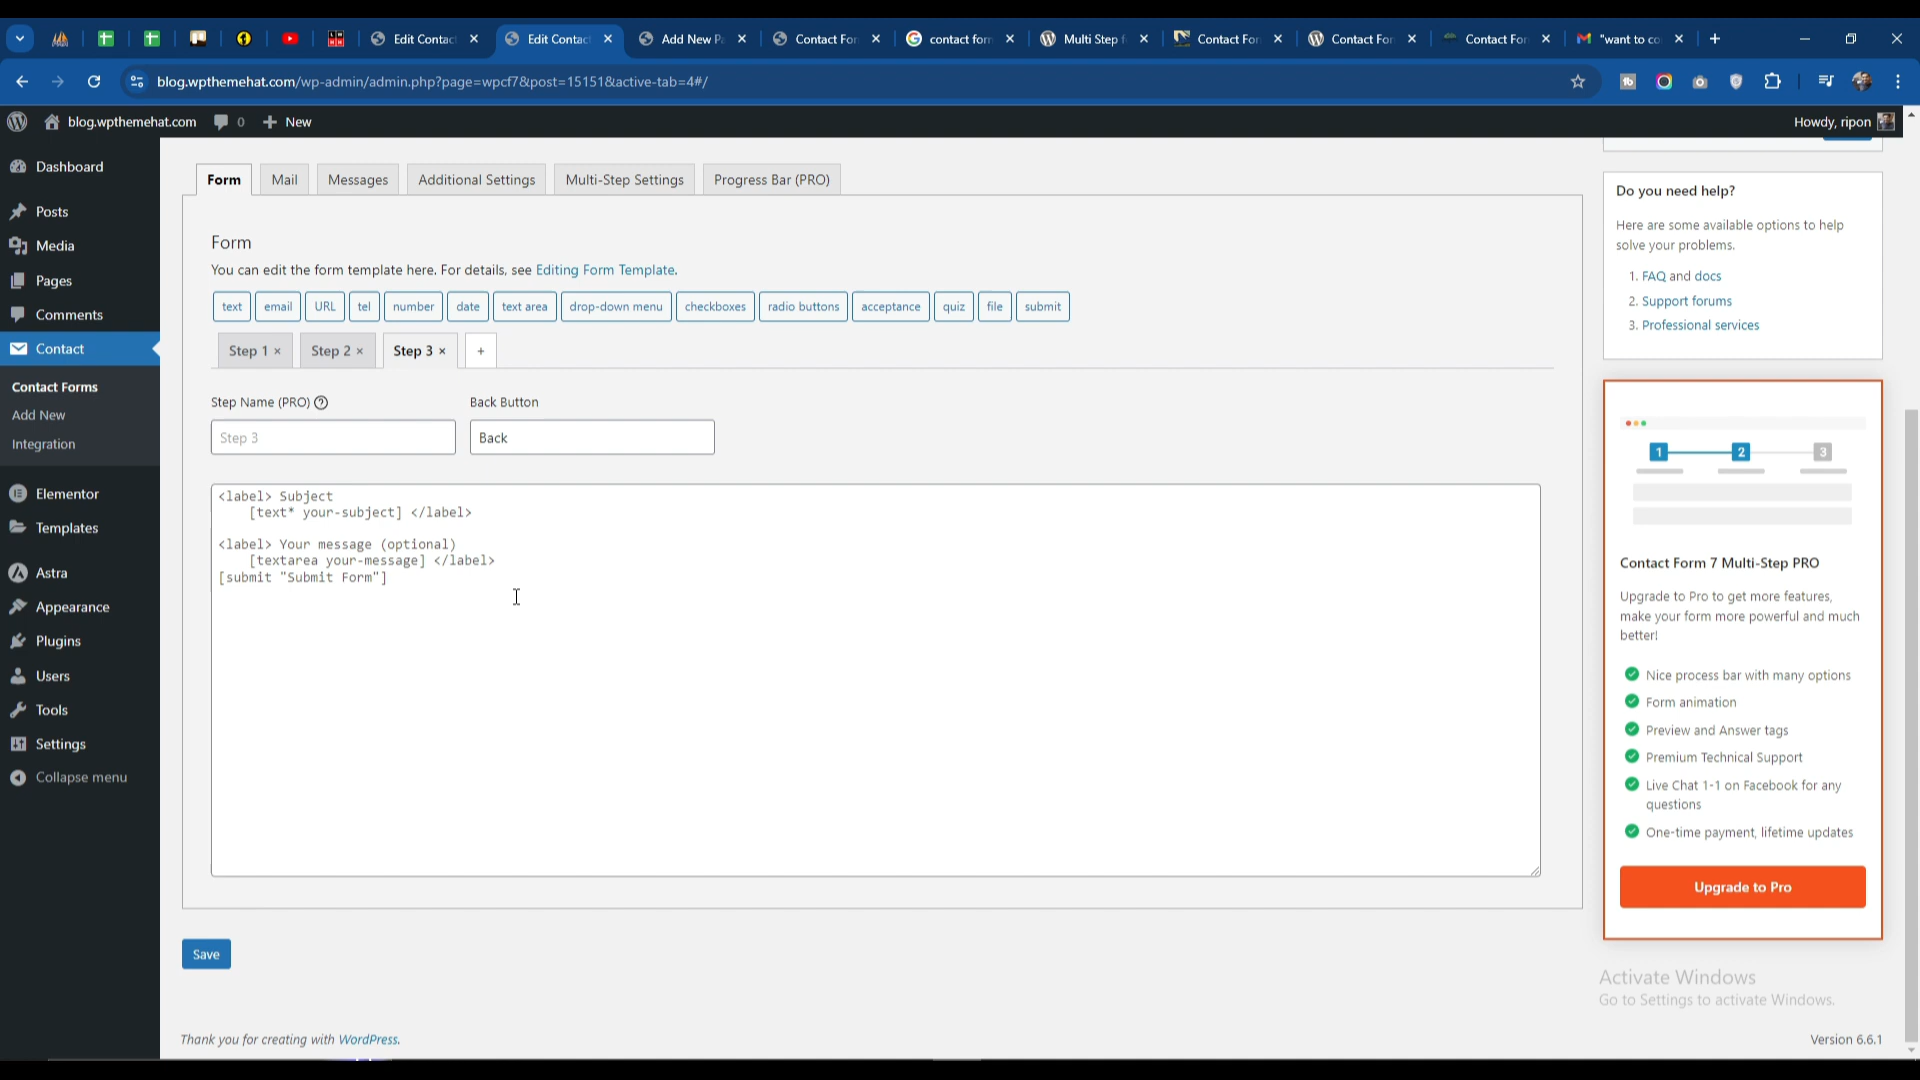 Edit Contac
Edit Contac
Add New P
Contact For
contact form
Multi Step f
Contact For
Contact For
Contact For
"want to co
blog.wpthemehat.com/wp-admin/admin.php?page=wpcf7&post=15151&active-tab=4#/
blog.wpthemehat.com
0
New
Howdy, ripon
Dashboard
Posts
Media
Pages
Comments
Contact
Contact Forms
Add New
Integration
Elementor
Templates
Astra
Appearance
Plugins
Users
Tools
Settings
Collapse menu
Form
Mail
Messages
Additional Settings
Multi-Step Settings
Progress Bar (PRO)
Form
You can edit the form template here. For details, see Editing Form Template.
text
email
URL
tel
number
date
text area
drop-down menu
checkboxes
radio buttons
acceptance
quiz
file
submit
Step 1 ×
Step 2 ×
Step 3 ×
+
Step Name (PRO) ?
Back Button
Step 3
Back
<label> Subject
[text* your-subject] </label>
<label> Your message (optional)
[textarea your-message] </label>
[submit "Submit Form"]
Save
Thank you for creating with WordPress.
Do you need help?
Here are some available options to help
solve your problems.
1. FAQ and docs
2. Support forums
3. Professional services
1
2
3
Contact Form 7 Multi-Step PRO
Upgrade to Pro to get more features,
make your form more powerful and much
better!
Nice process bar with many options
Form animation
Preview and Answer tags
Premium Technical Support
Live Chat 1-1 on Facebook for any
questions
One-time payment, lifetime updates
Upgrade to Pro
Activate Windows
Go to Settings to activate Windows.
Version 6.6.1